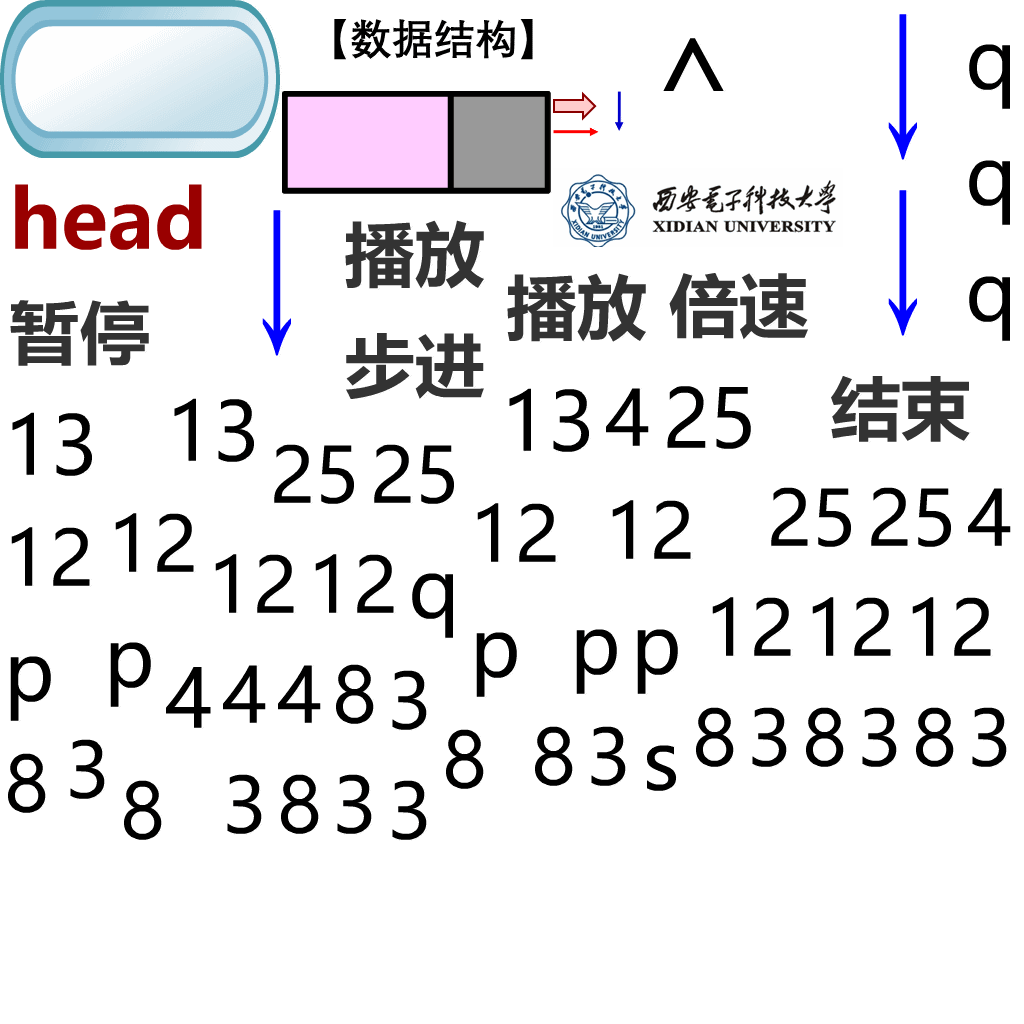 【数据结构】
∧
q
q
head
西安电子科技大学
XIDIAN UNIVERSITY
播放
播放 倍速
q
暂停
步进
结束
13 13 13 4 25
25 25
12 12 12 12 25 25 4
12 12 q
p p p p p 12 12 12
4 4 4 8 3
8 3 8 8 3 s 8 3 8 3 8 3
8 3 8 3 3